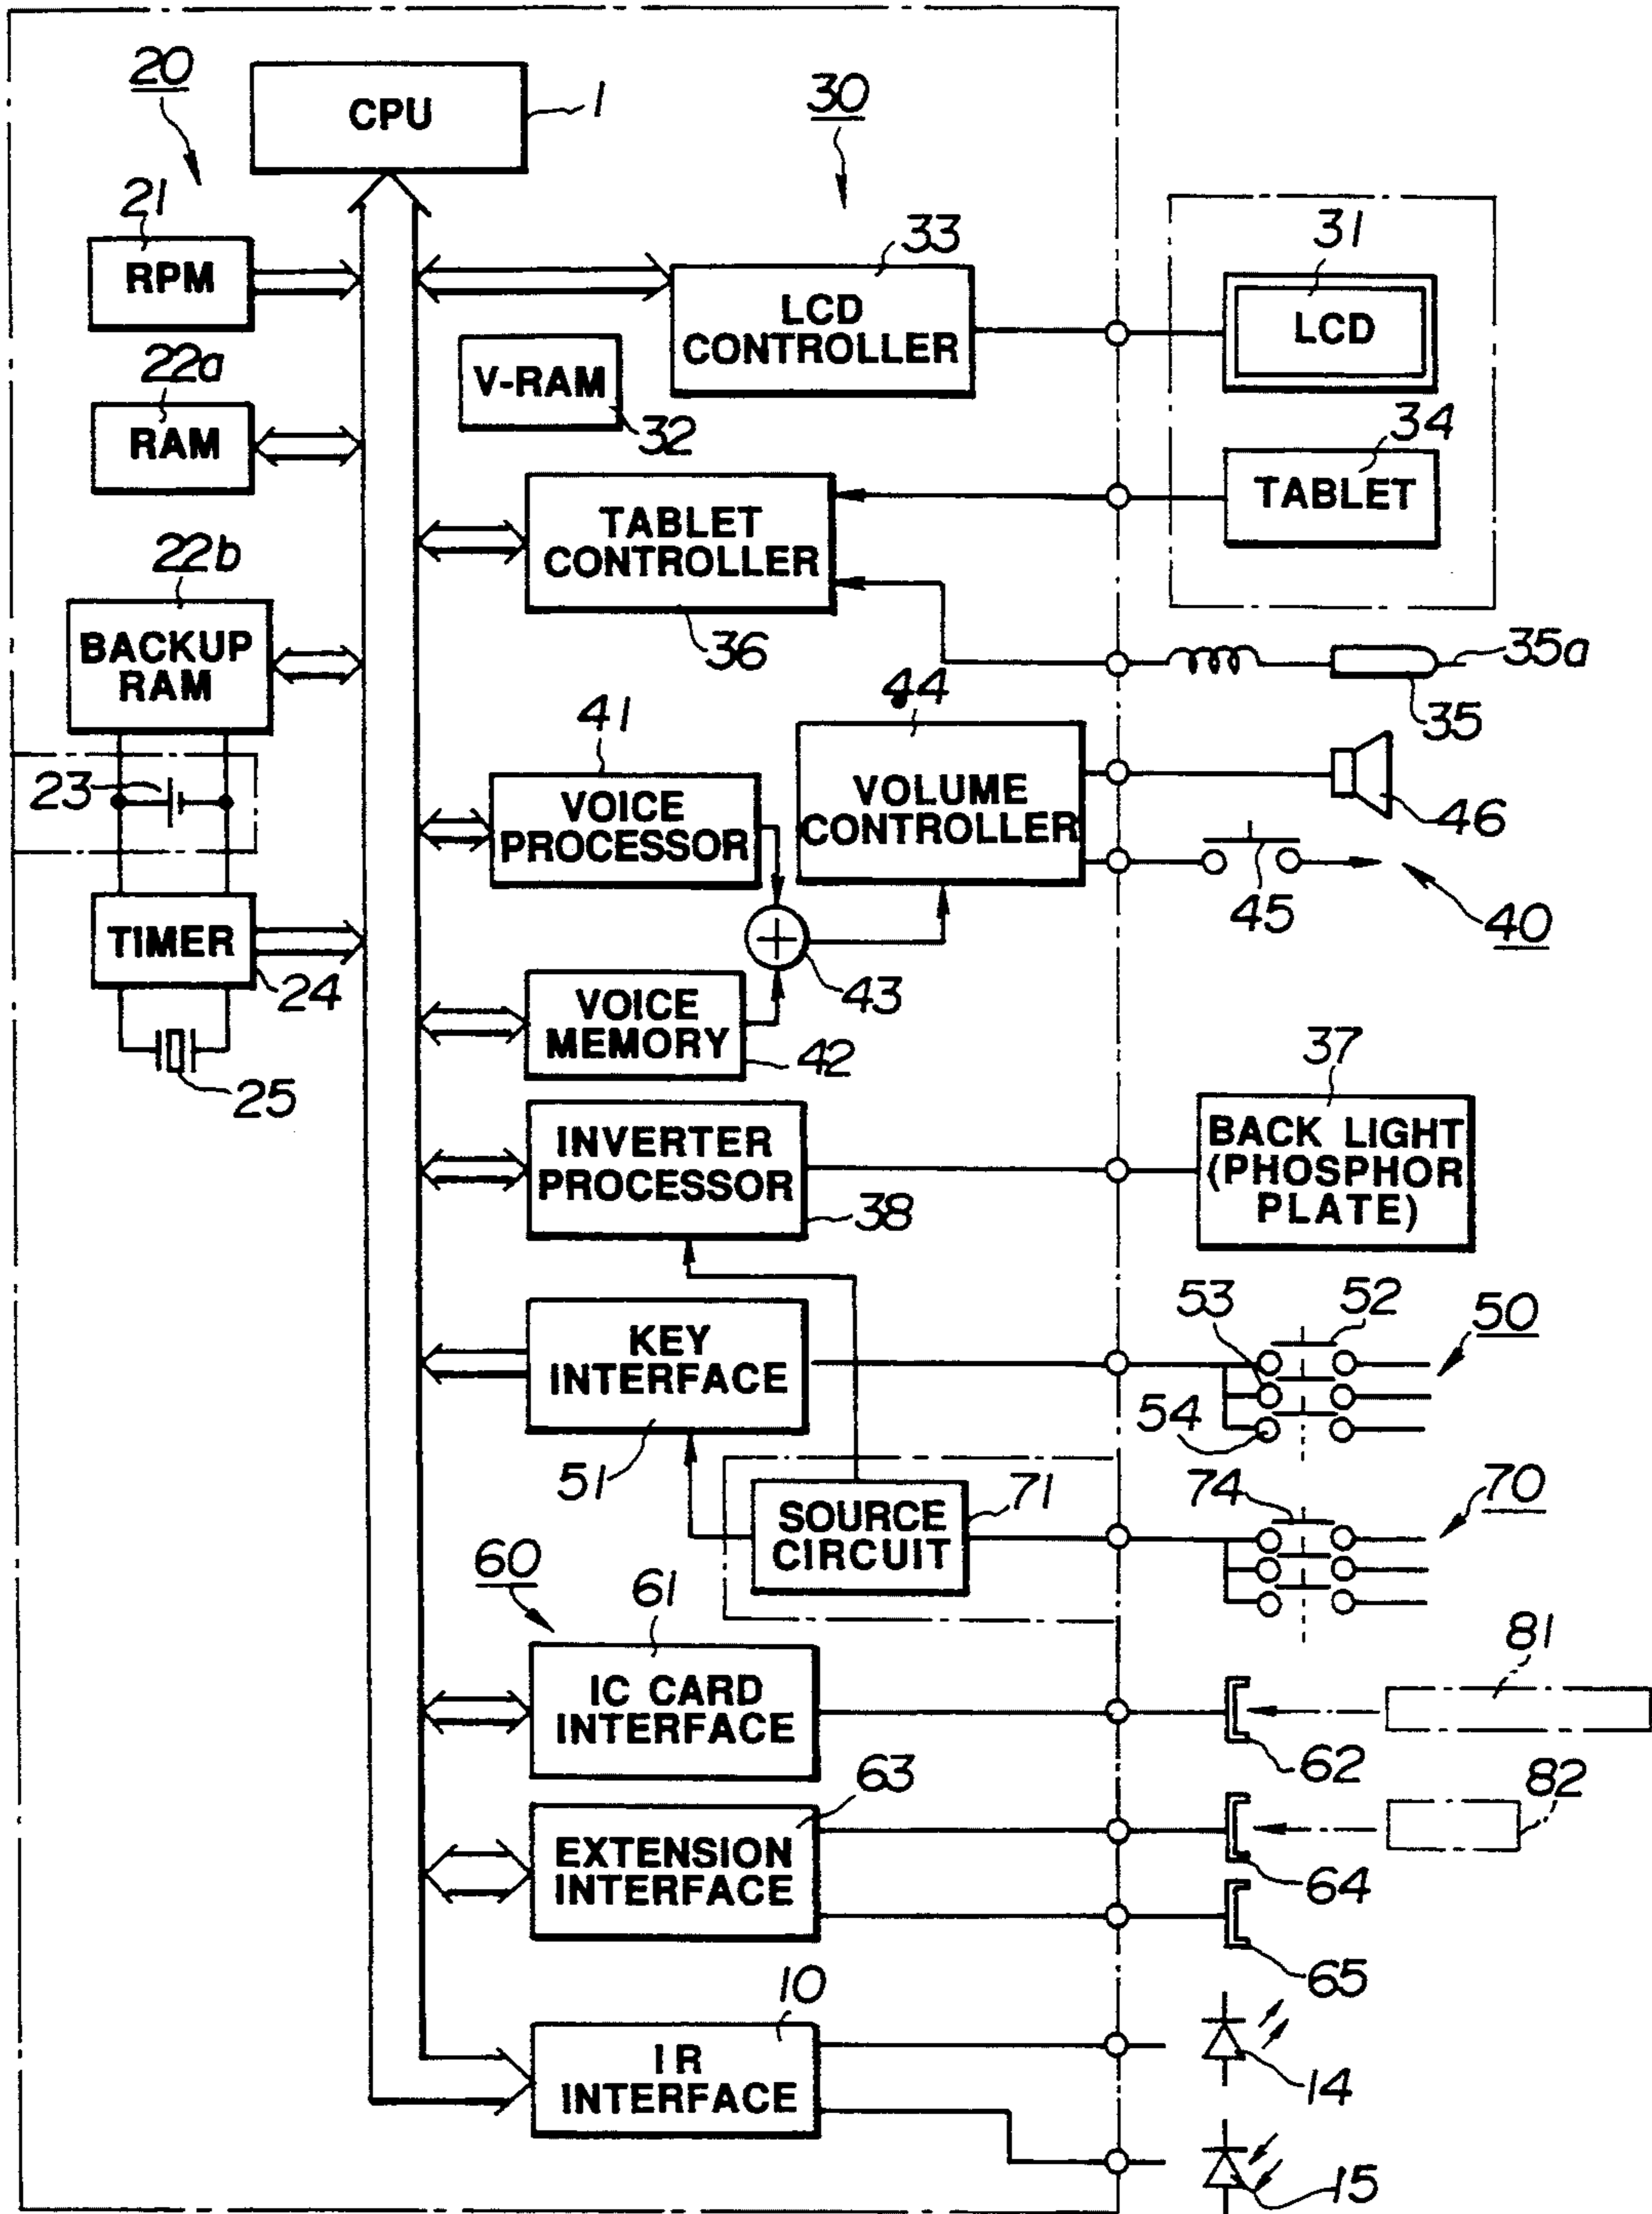 20
CPU
1
30
21
RPM
33
LCD
CONTROLLER
31
LCD
22a
RAM
V-RAM
32
34
TABLET
TABLET
CONTROLLER
36
22b
BACKUP
RAM
35a
35
44
VOLUME
CONTROLLER
41
VOICE
PROCESSOR
23
46
45
40
TIMER
24
43
VOICE
MEMORY
42
25
37
BACK LIGHT
(PHOSPHOR
PLATE)
INVERTER
PROCESSOR
38
53
52
50
KEY
INTERFACE
51
54
SOURCE
CIRCUIT
71
74
70
60
61
IC CARD
INTERFACE
81
62
63
EXTENSION
INTERFACE
82
64
65
10
IR
INTERFACE
14
15